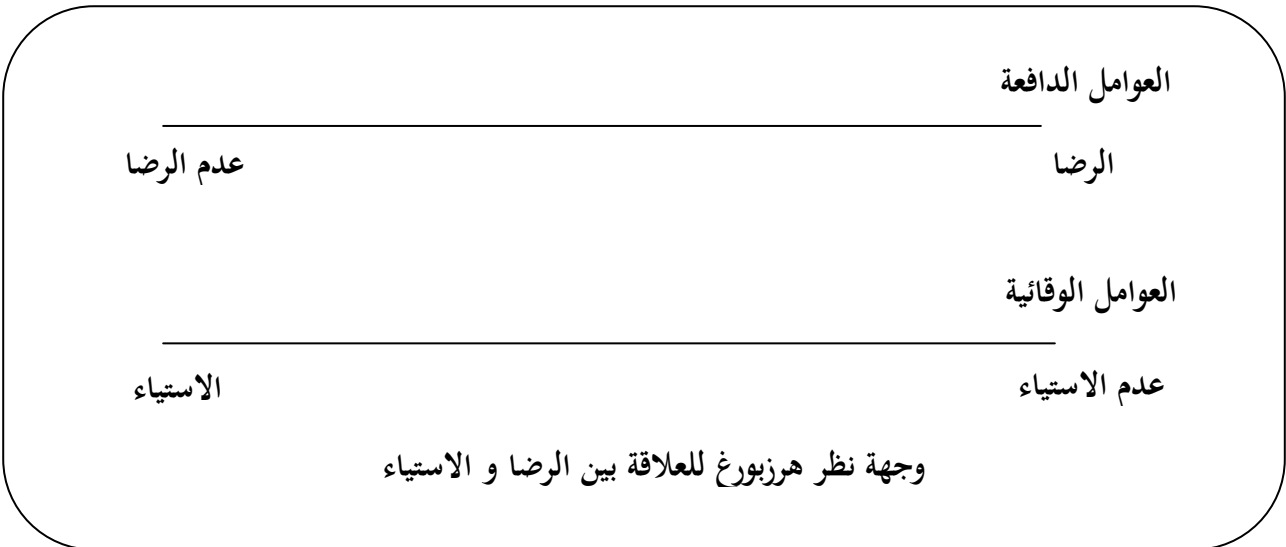 العوامل الدافعة
الرضا عدم الرضا
العوامل الوقائية
عدم الاستياء الاستياء
وجهة نظر هرزبورغ للعلاقة بين الرضا و الاستياء